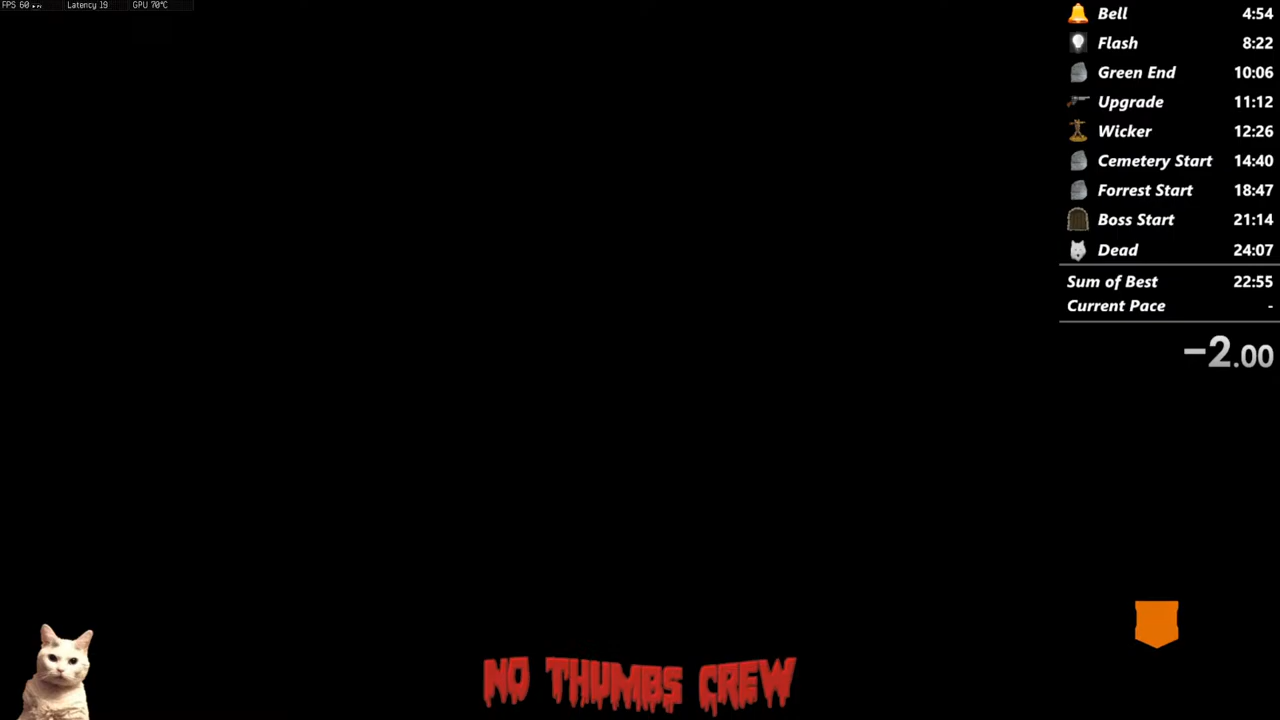 FPS 60 Latency 19 GPU 70°C
Bell 4:54
Flash 8:22
Green End 10:06
Upgrade 11:12
Wicker 12:26
Cemetery Start 14:40
Forrest Start 18:47
Boss Start 21:14
Dead 24:07
Sum of Best 22:55
Current Pace -
−2.00
NO THUMBS CREW